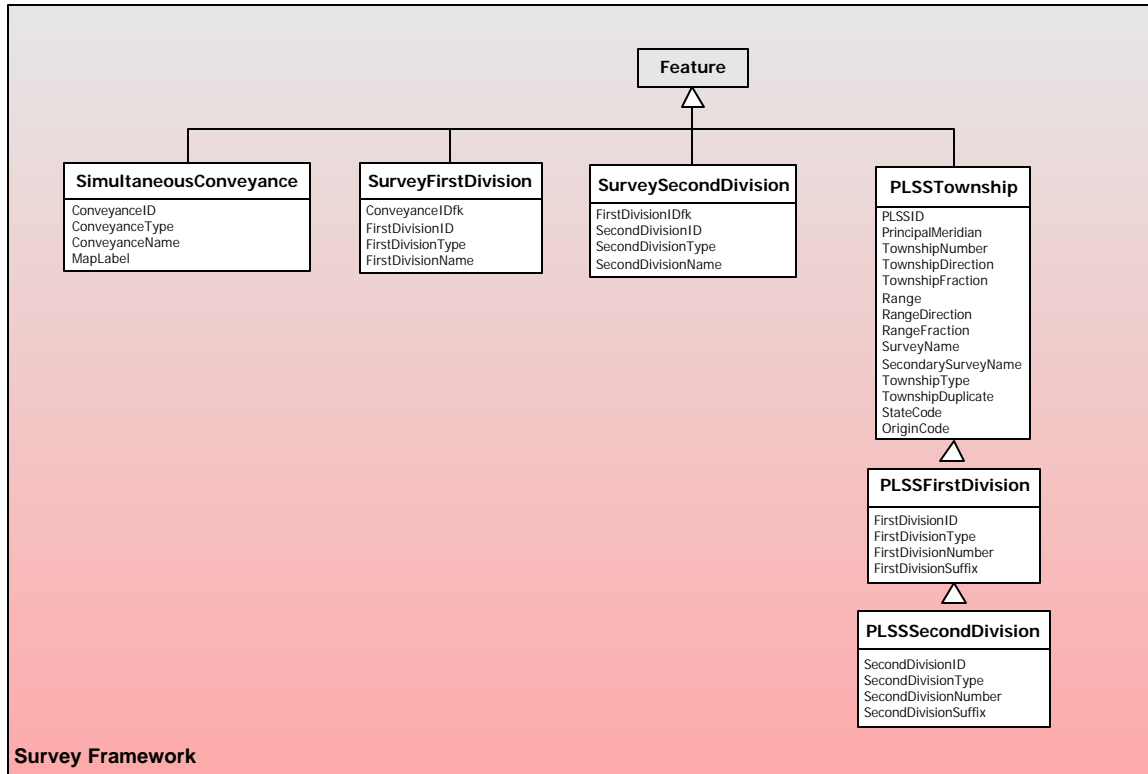 Feature
SimultaneousConveyance
ConveyanceID
ConveyanceType
ConveyanceName
MapLabel
SurveyFirstDivision
ConveyanceIDfk
FirstDivisionID
FirstDivisionType
FirstDivisionName
SurveySecondDivision
FirstDivisionIDfk
SecondDivisionID
SecondDivisionType
SecondDivisionName
PLSSTownship
PLSSID
PrincipalMeridian
TownshipNumber
TownshipDirection
TownshipFraction
Range
RangeDirection
RangeFraction
SurveyName
SecondarySurveyName
TownshipType
TownshipDuplicate
StateCode
OriginCode
PLSSFirstDivision
FirstDivisionID
FirstDivisionType
FirstDivisionNumber
FirstDivisionSuffix
PLSSSecondDivision
SecondDivisionID
SecondDivisionType
SecondDivisionNumber
SecondDivisionSuffix
Survey Framework